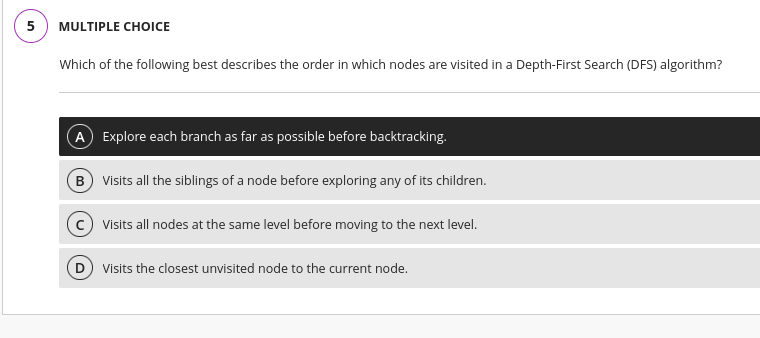 5 MULTIPLE CHOICE
Which of the following best describes the order in which nodes are visited in a Depth-First Search (DFS) algorithm?
A Explore each branch as far as possible before backtracking.
B Visits all the siblings of a node before exploring any of its children.
C Visits all nodes at the same level before moving to the next level.
D Visits the closest unvisited node to the current node.